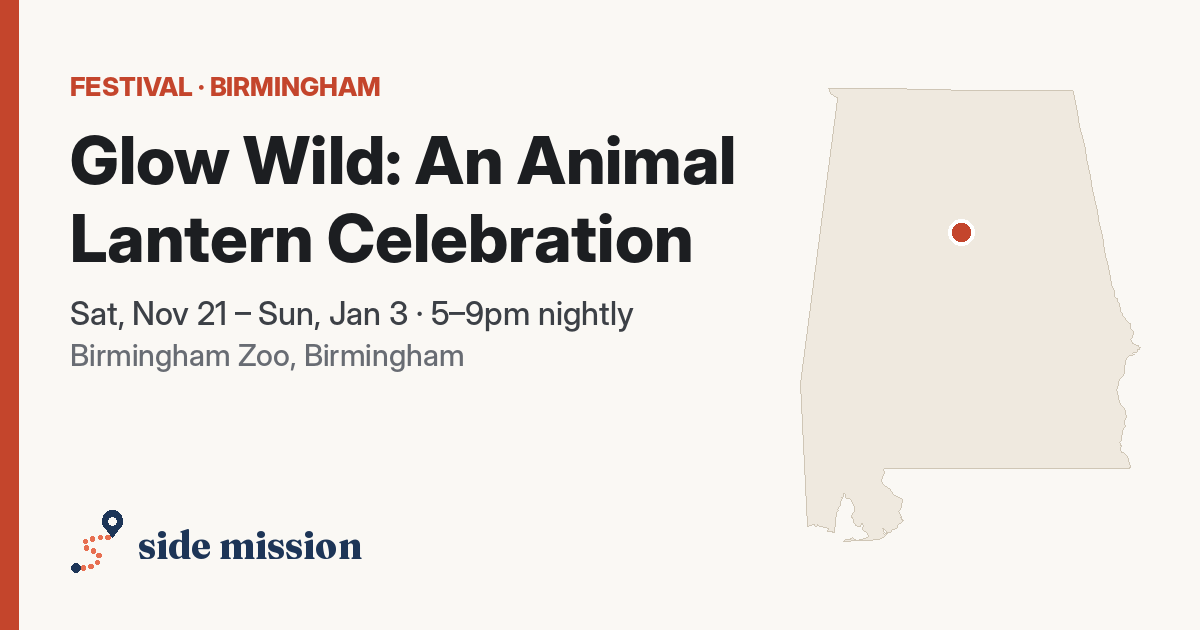 FESTIVAL · BIRMINGHAM
Glow Wild: An Animal
Lantern Celebration
Sat, Nov 21 – Sun, Jan 3 · 5–9pm nightly
Birmingham Zoo, Birmingham
side mission